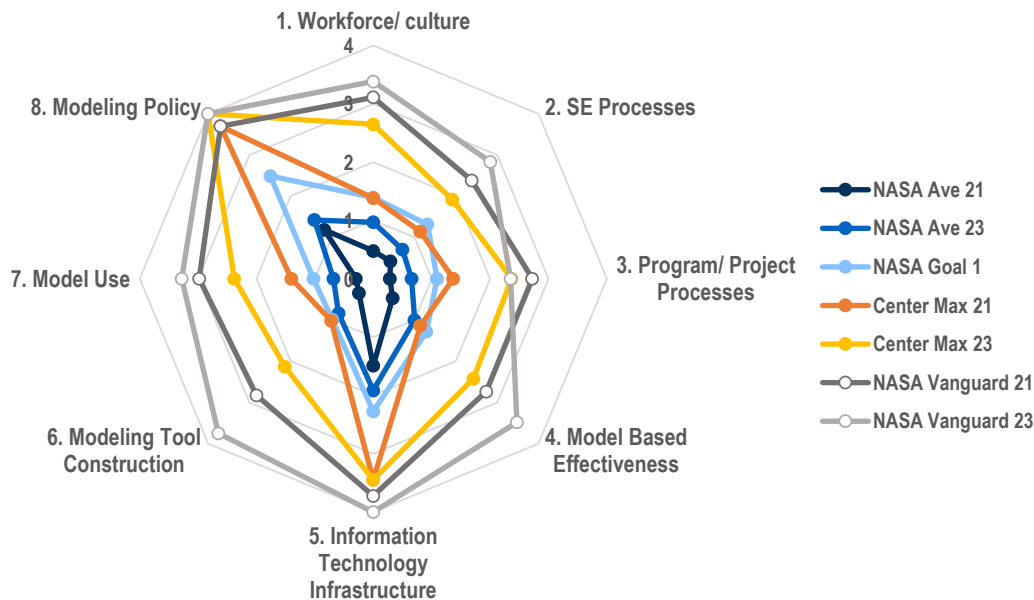 1. Workforce/ culture
4
3
2
1
0
2. SE Processes
3. Program/ Project
Processes
4. Model Based
Effectiveness
5. Information
Technology
Infrastructure
6. Modeling Tool
Construction
7. Model Use
8. Modeling Policy
NASA Ave 21
NASA Ave 23
NASA Goal 1
Center Max 21
Center Max 23
NASA Vanguard 21
NASA Vanguard 23